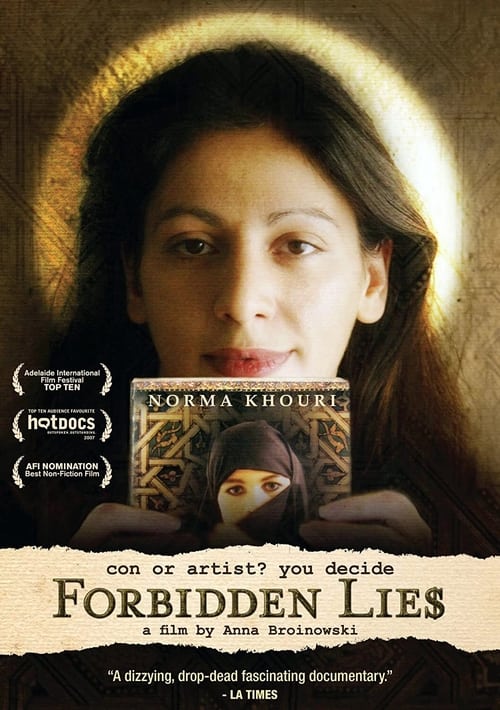 Adelaide International
Film Festival
TOP TEN
TOP TEN AUDIENCE FAVOURITE
hotDOCS
OUTSPOKEN. OUTSTANDING.
2007
AFI NOMINATION
Best Non-Fiction Film
NORMA KHOURI
con or artist? you decide
FORBIDDEN LIE$
a film by Anna Broinowski
“A dizzying, drop-dead fascinating documentary.”
- LA TIMES